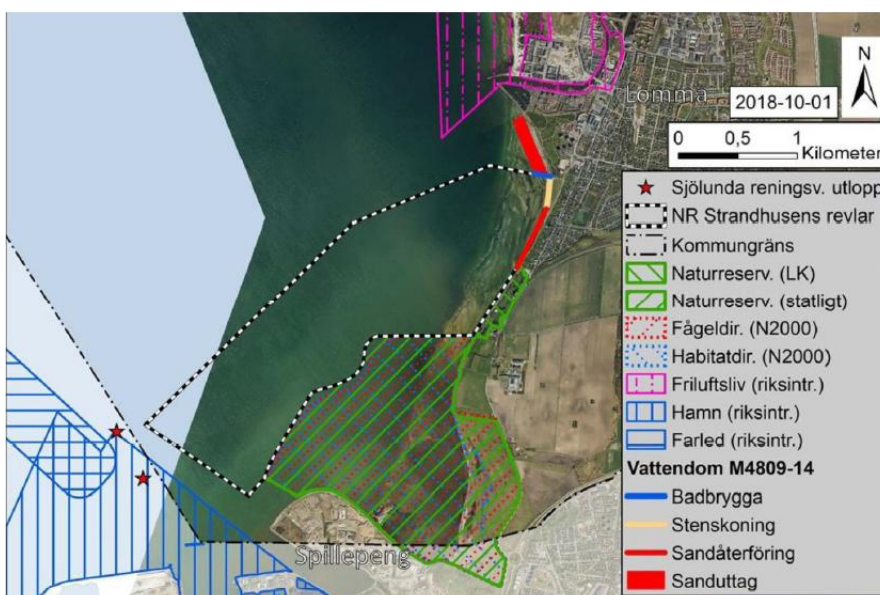 Lomma
N
2018-10-01
0 0,5 1
Kilometer
Sjölunda reningsv. utlopp
NR Strandhusens revlar
Kommungräns
Naturreserv. (LK)
Naturreserv. (statligt)
Fågeldir. (N2000)
Habitatdir. (N2000)
Friluftsliv (riksintr.)
Hamn (riksintr.)
Farled (riksintr.)
Vattendom M4809-14
Badbrygga
Stenskoning
Sandåterföring
Sanduttag
Spillepeng